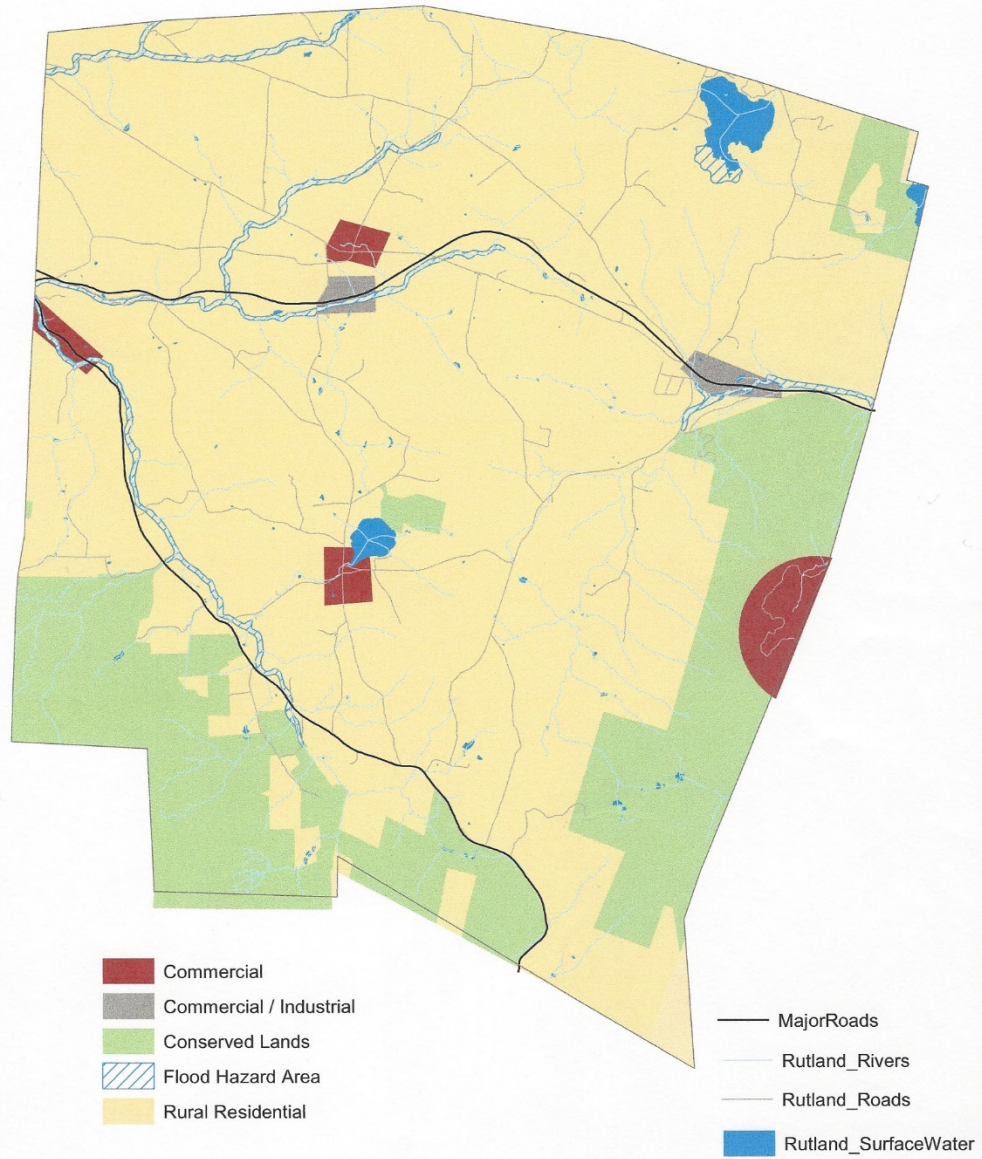 Commercial
Commercial / Industrial
Conserved Lands
Flood Hazard Area
Rural Residential
MajorRoads
Rutland_Rivers
Rutland_Roads
Rutland_SurfaceWater